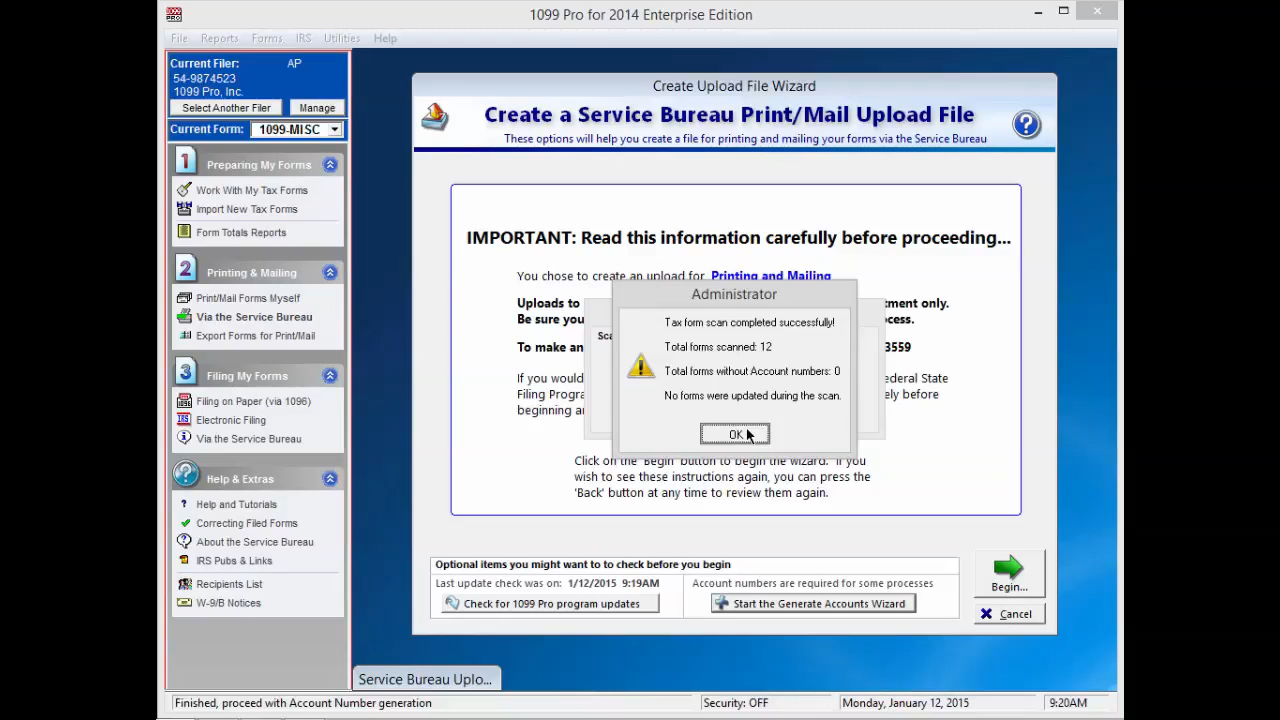 1099 Pro for 2014 Enterprise Edition
File Reports Forms IRS Utilities Help
Current Filer: AP
54-9874523
1099 Pro, Inc.
Select Another Filer Manage
Current Form: 1099-MISC
1 Preparing My Forms
Work With My Tax Forms
Import New Tax Forms
Form Totals Reports
2 Printing & Mailing
Print/Mail Forms Myself
Via the Service Bureau
Export Forms for Print/Mail
3 Filing My Forms
Filing on Paper (via 1096)
Electronic Filing
Via the Service Bureau
Help & Extras
Help and Tutorials
Correcting Filed Forms
About the Service Bureau
IRS Pubs & Links
Recipients List
W-9/B Notices
Create Upload File Wizard
Create a Service Bureau Print/Mail Upload File
These options will help you create a file for printing and mailing your forms via the Service Bureau
IMPORTANT: Read this information carefully before proceeding...
You chose to create an upload for Printing and Mailing
Uploads to
Be sure you
To make an 3559
If you would ederal State
Filing Progra ely before
beginning
Administrator
Tax form scan completed successfully!
Total forms scanned: 12
Total forms without Account numbers: 0
No forms were updated during the scan.
OK
Click on the 'Begin' button to begin the wizard. If you
wish to see these instructions again, you can press the
'Back' button at any time to review them again.
Optional items you might want to to check before you begin
Last update check was on: 1/12/2015 9:19AM
Check for 1099 Pro program updates
Account numbers are required for some processes
Start the Generate Accounts Wizard
Begin...
Cancel
Service Bureau Uplo...
Finished, proceed with Account Number generation Security: OFF Monday, January 12, 2015 9:20AM